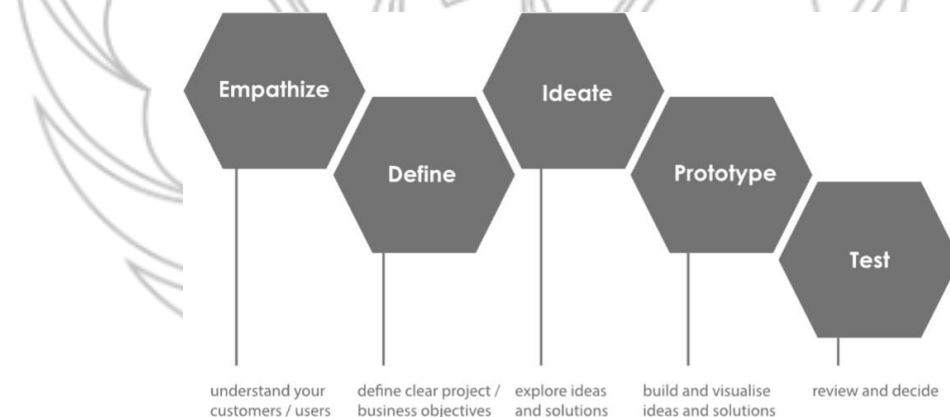 Empathize
Define
Ideate
Prototype
Test
understand your
customers / users
define clear project /
business objectives
explore ideas
and solutions
build and visualise
ideas and solutions
review and decide